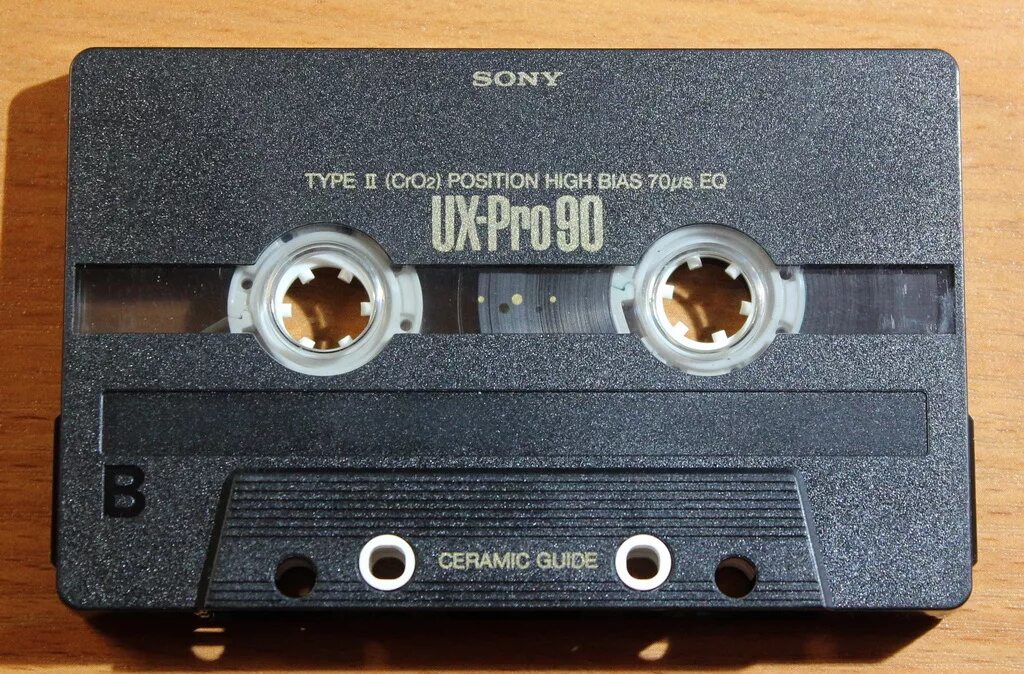 SONY
TYPE II (CrO2) POSITION HIGH BIAS 70μs EQ
UX-Pro 90
B
CERAMIC GUIDE